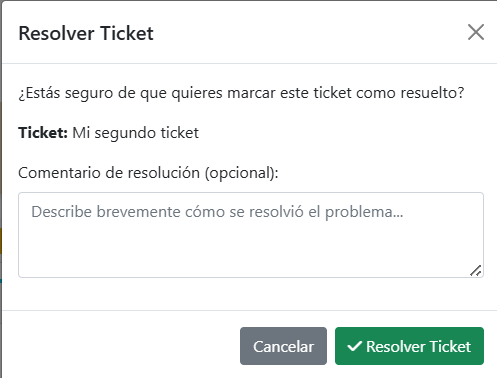 Resolver Ticket
¿Estás seguro de que quieres marcar este ticket como resuelto?
Ticket: Mi segundo ticket
Comentario de resolución (opcional):
Describe brevemente cómo se resolvió el problema...
Cancelar
Resolver Ticket